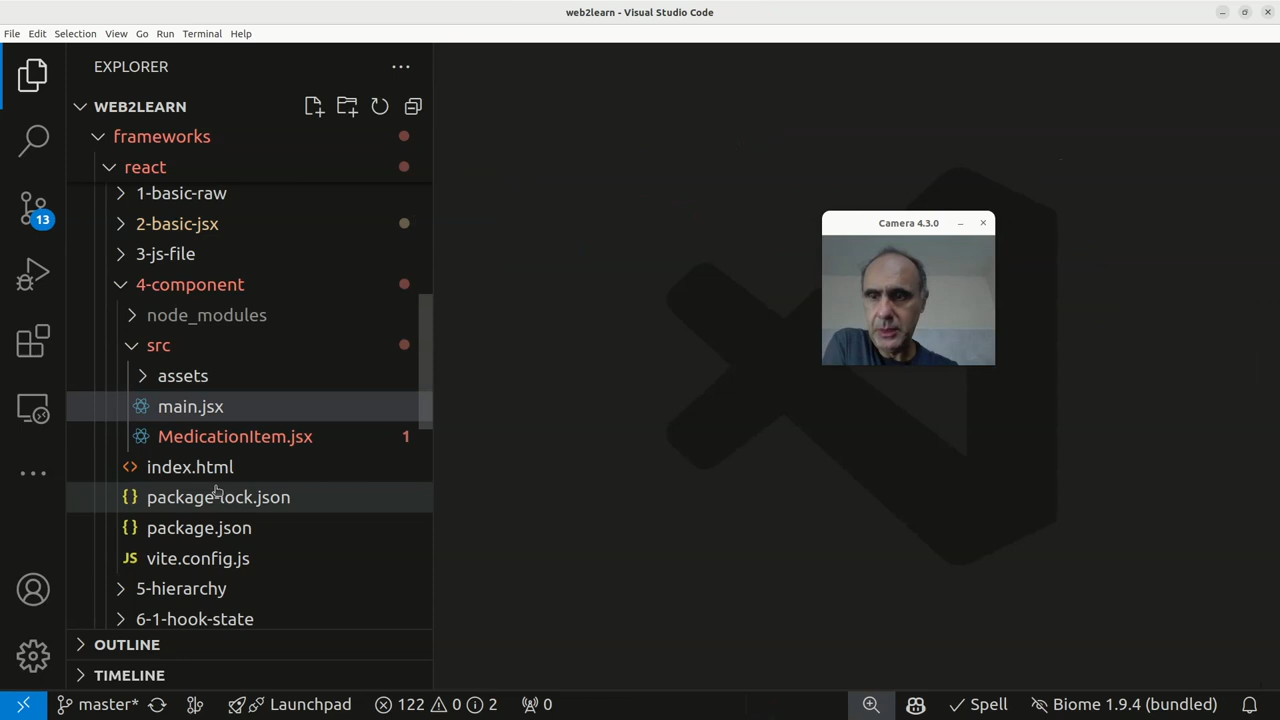 web2learn - Visual Studio Code
File Edit Selection View Go Run Terminal Help
EXPLORER
WEB2LEARN
frameworks
react
1-basic-raw
2-basic-jsx
3-js-file
4-component
node_modules
src
assets
main.jsx
MedicationItem.jsx 1
<> index.html
{} package-lock.json
{} package.json
JS vite.config.js
5-hierarchy
6-1-hook-state
OUTLINE
TIMELINE
13
Camera 4.3.0
master* Launchpad 122 0 2 0 Spell Biome 1.9.4 (bundled)